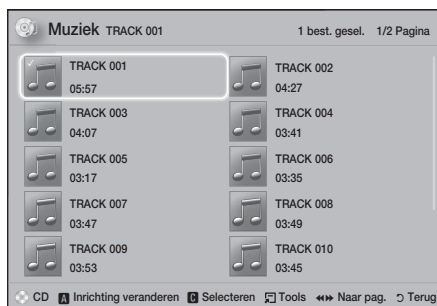 Muziek TRACK 001 1 best. gesel. 1/2 Pagina
TRACK 001 TRACK 002
05:57 04:27
TRACK 003 TRACK 004
04:07 03:41
TRACK 005 TRACK 006
03:17 03:35
TRACK 007 TRACK 008
03:47 03:49
TRACK 009 TRACK 010
03:53 03:45
CD A Inrichting veranderen C Selecteren Tools Naar pag. Terug